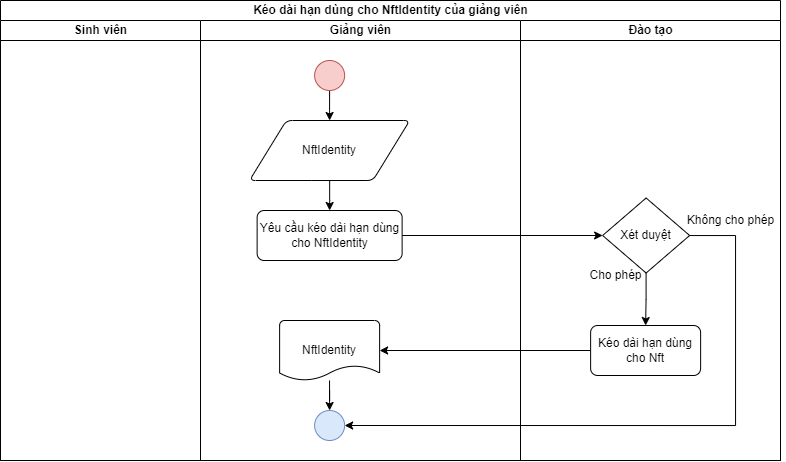 Kéo dài hạn dùng cho NftIdentity của giảng viên
Sinh viên
Giảng viên
Đào tạo
NftIdentity
Yêu cầu kéo dài hạn dùng
cho NftIdentity
Xét duyệt
Không cho phép
Cho phép
Kéo dài hạn dùng
cho Nft
NftIdentity